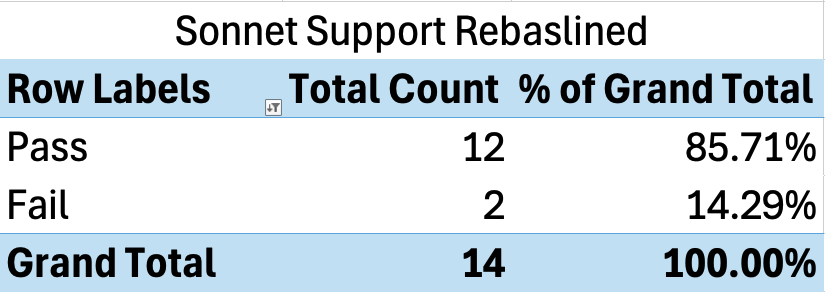 Sonnet Support Rebaslined
Row Labels Total Count % of Grand Total
Pass 12 85.71%
Fail 2 14.29%
Grand Total 14 100.00%